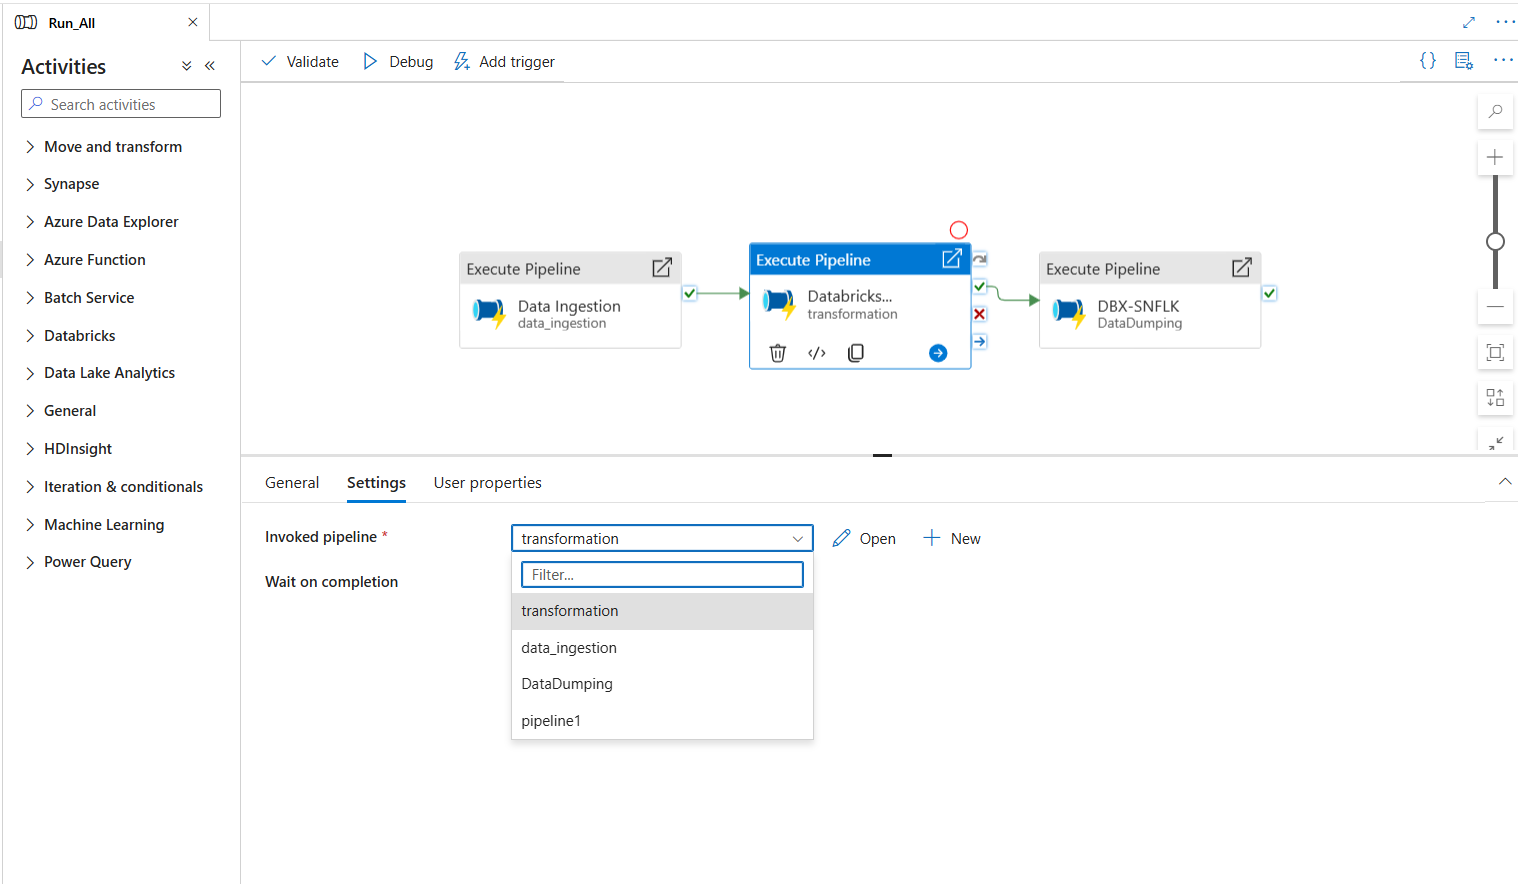 Run_All
Activities
Search activities
Move and transform
Synapse
Azure Data Explorer
Azure Function
Batch Service
Databricks
Data Lake Analytics
General
HDInsight
Iteration & conditionals
Machine Learning
Power Query
Validate
Debug
Add trigger
Execute Pipeline
Data Ingestion
data_ingestion
Execute Pipeline
Databricks...
transformation
Execute Pipeline
DBX-SNFLK
DataDumping
General
Settings
User properties
Invoked pipeline *
transformation
Open
New
Wait on completion
Filter...
transformation
data_ingestion
DataDumping
pipeline1